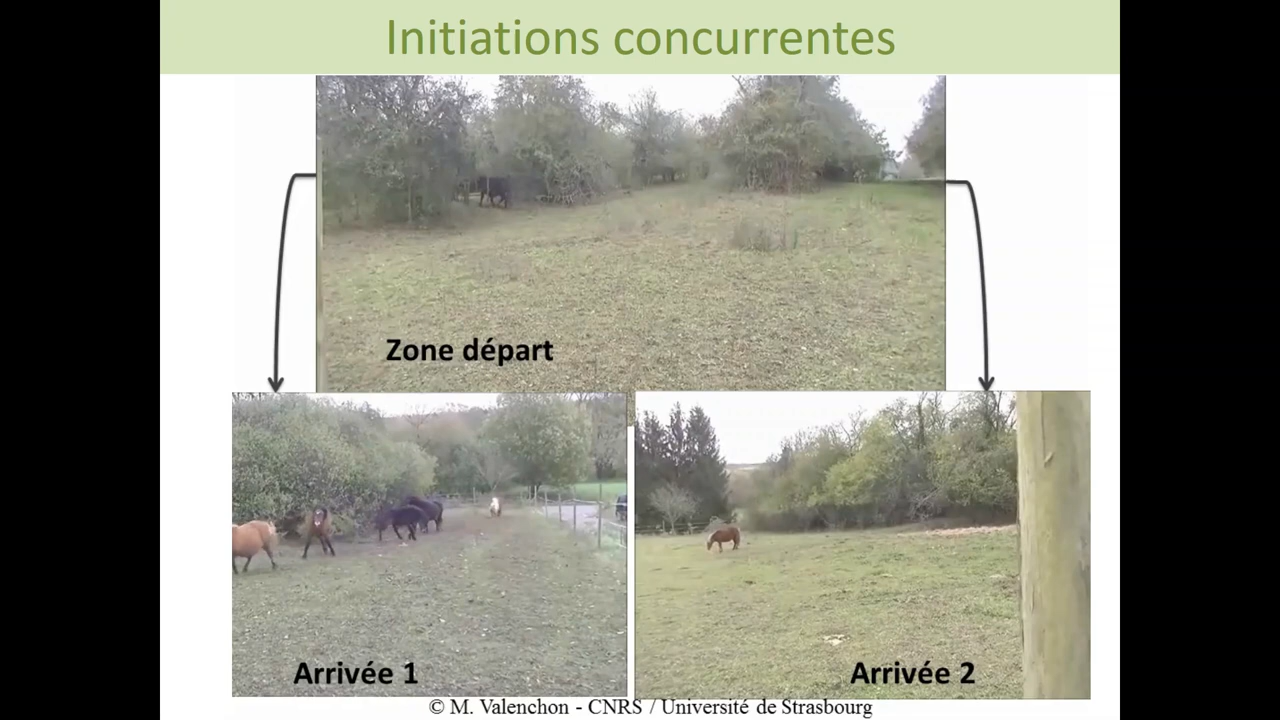 Initiations concurrentes
Zone départ
Arrivée 1
Arrivée 2
© M. Valenchon - CNRS / Université de Strasbourg